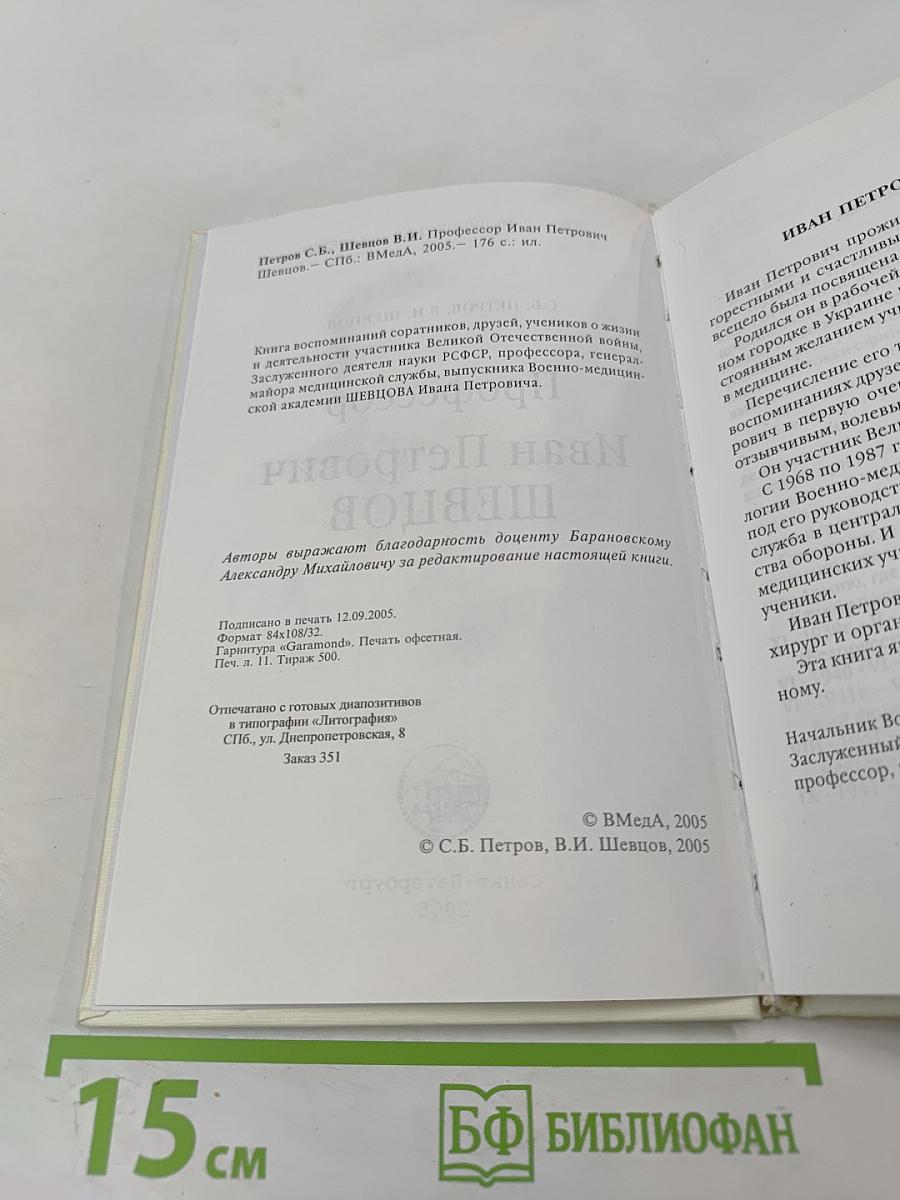 Петров С.Б., Шевцов В.И. Профессор Иван Петрович
Шевцов.– СПб.: ВМедА, 2005.– 176 с.: ил.
Книга воспоминаний соратников, друзей, учеников о жизни
и деятельности участника Великой Отечественной войны,
Заслуженного деятеля науки РСФСР, профессора, генерал-
майора медицинской службы, выпускника Военно-медицин-
ской академии ШЕВЦОВА Ивана Петровича.
Авторы выражают благодарность доценту Барановскому
Александру Михайловичу за редактирование настоящей книги.
Подписано в печать 12.09.2005.
Формат 84х108/32.
Гарнитура «Garamond». Печать офсетная.
Печ. л. 11. Тираж 500.
Отпечатано с готовых диапозитивов
в типографии «Литография»
СПб., ул. Днепропетровская, 8
Заказ 351
© ВМедА, 2005
© С.Б. Петров, В.И. Шевцов, 2005
ИВАН ПЕТРО
Иван Петрович прожи
горестными и счастливы
всецело была посвящена
Родился он в рабочей
ном городке в Украине
стоянным желанием учи
в медицине.
Перечисление его т
воспоминаниях друзе
рович в первую очер
отзывчивым, волевы
Он участник Вели
С 1968 по 1987 г
логии Военно-мед
под его руководст
служба в централ
ства обороны. И
медицинских уч
ученики.
Иван Петров
хирург и орган
Эта книга я
ному.
Начальник Во
Заслуженный
профессор,
15 см
БФ БИБЛИОФАН